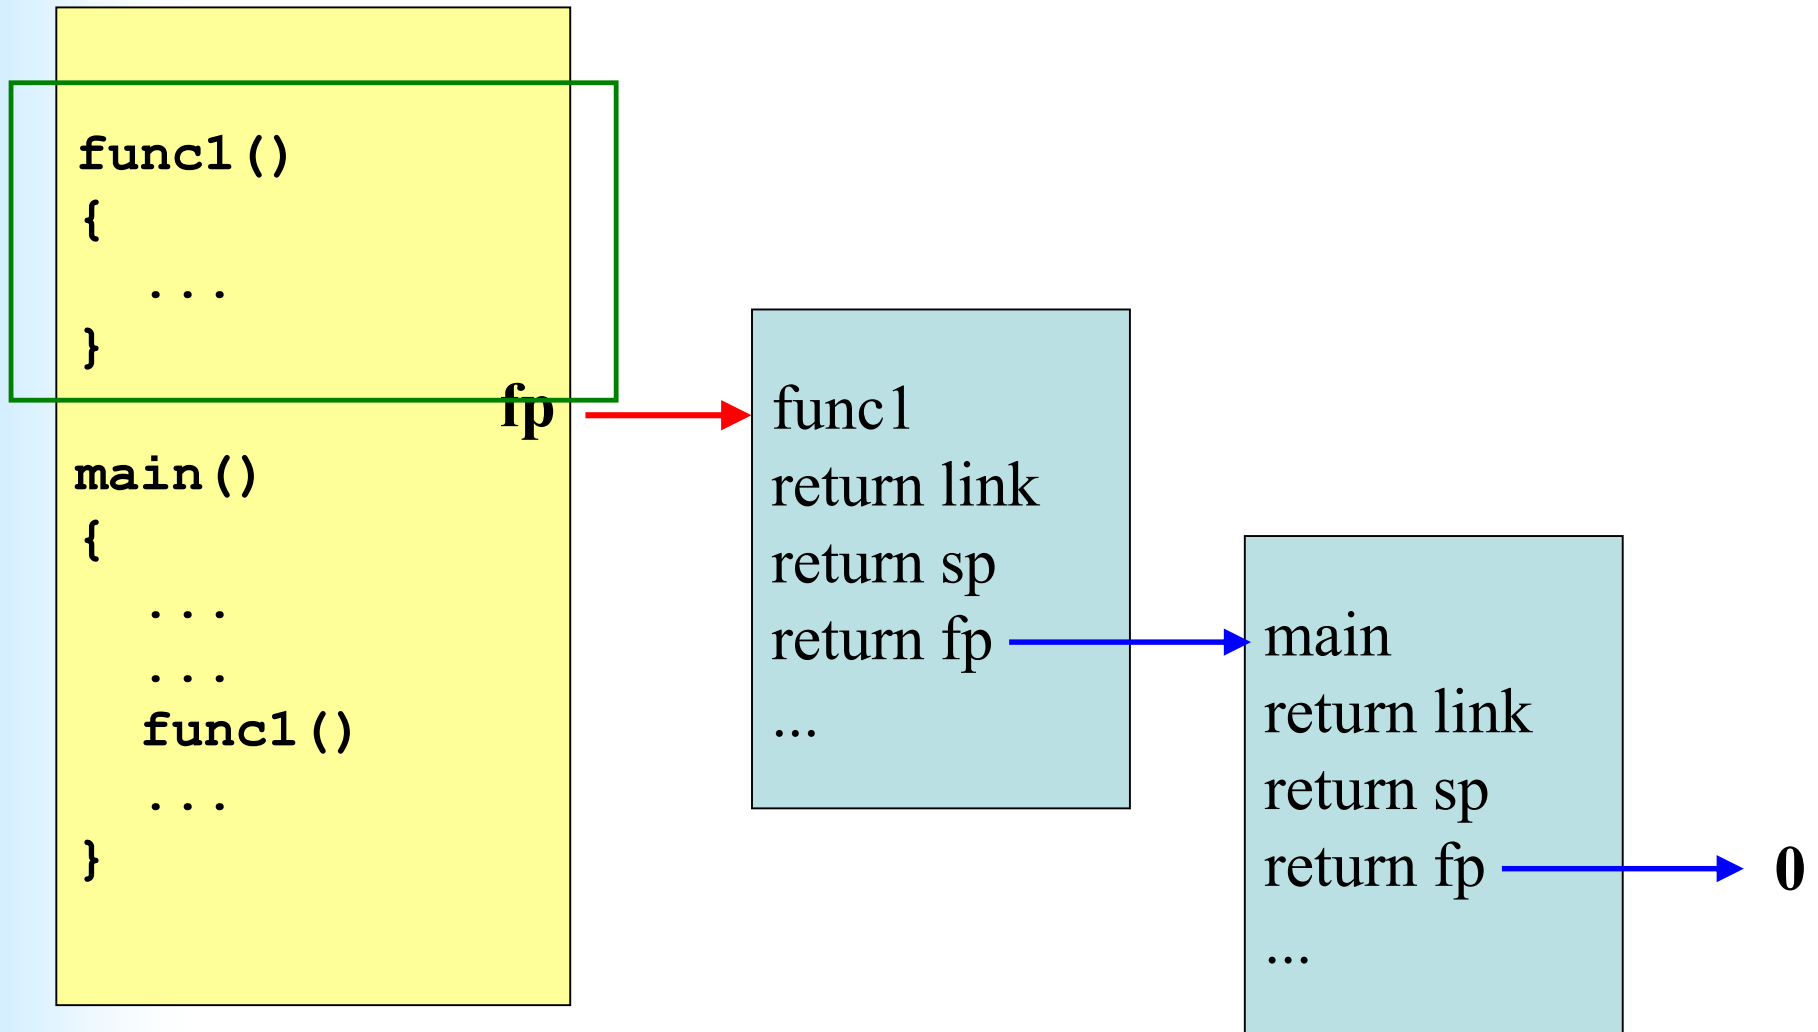 func1()
{
...
}
fp
main()
{
...
...
func1()
...
}
func1
return link
return sp
return fp
...
main
return link
return sp
return fp
...
0